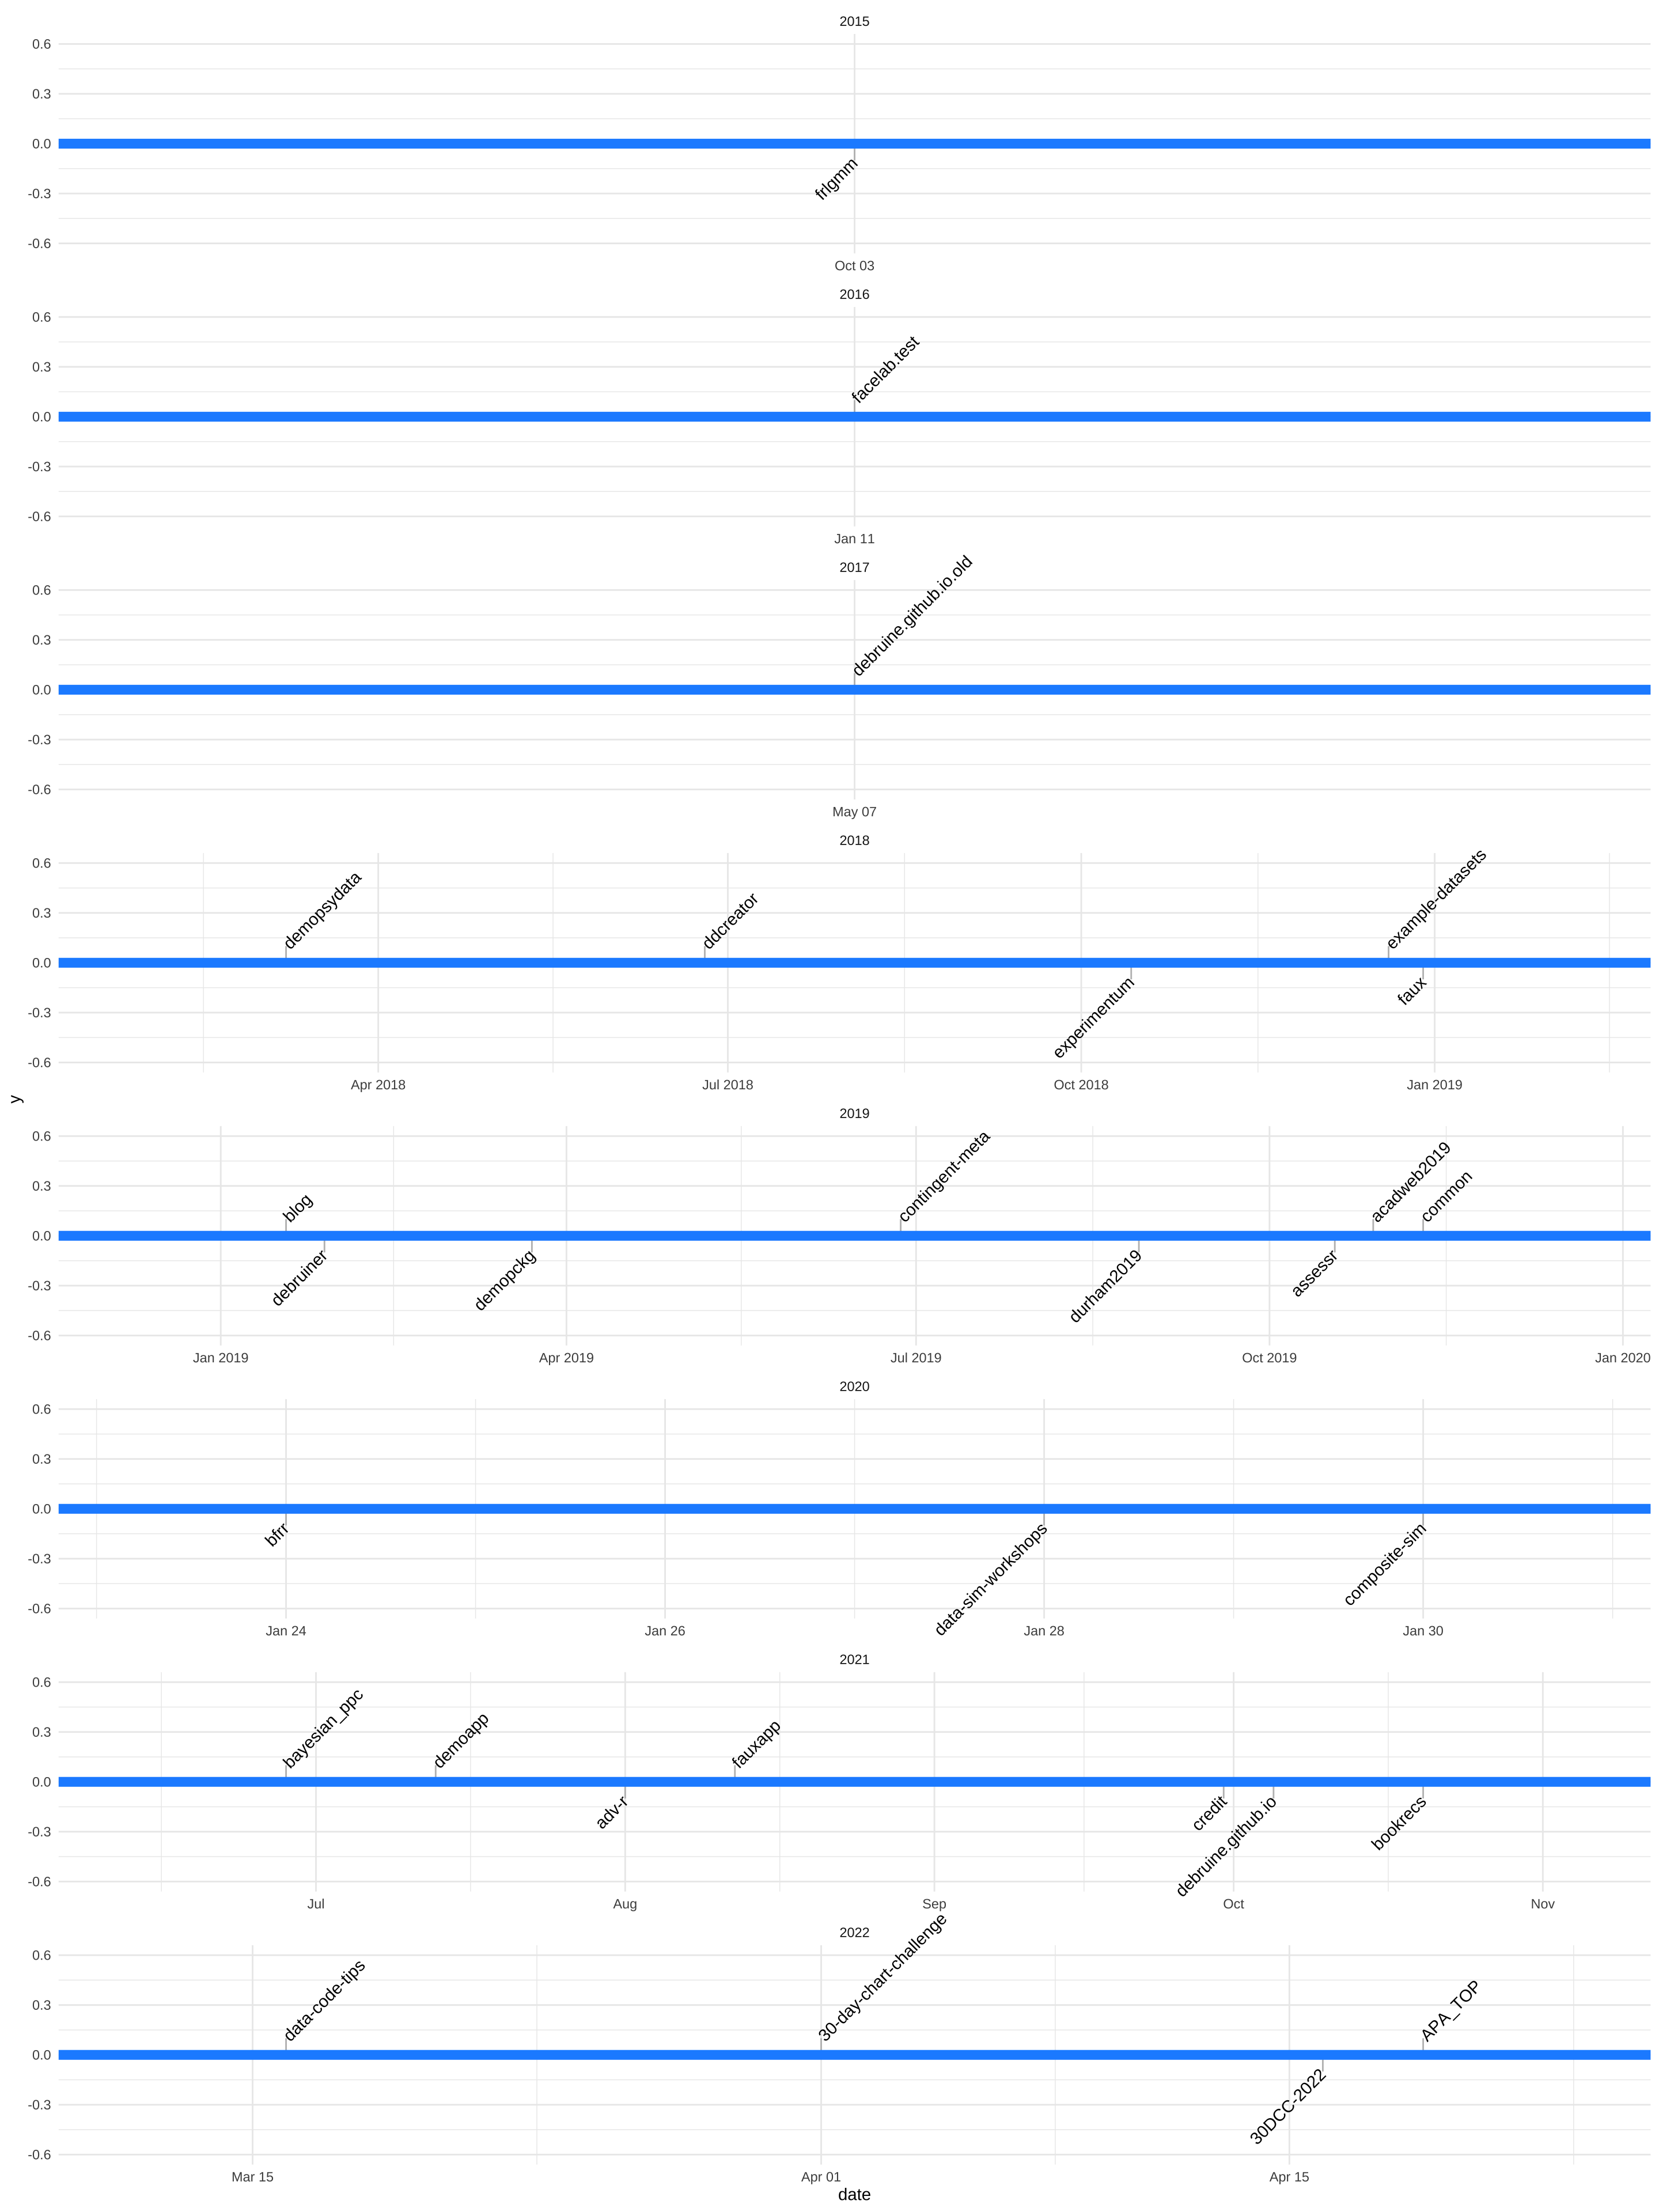 2015
0.6
0.3
0.0
-0.3
-0.6
frlgmm
Oct 03
2016
0.6
0.3
0.0
-0.3
-0.6
facelab.test
Jan 11
2017
0.6
0.3
0.0
-0.3
-0.6
debruine.github.io.old
May 07
2018
0.6
0.3
0.0
-0.3
-0.6
demopsydata
ddcreator
experimentum
example-datasets
faux
Apr 2018
Jul 2018
Oct 2018
Jan 2019
y
2019
0.6
0.3
0.0
-0.3
-0.6
blog
debruiner
demopckg
contingent-meta
durham2019
assessr
acadweb2019
common
Jan 2019
Apr 2019
Jul 2019
Oct 2019
Jan 2020
2020
0.6
0.3
0.0
-0.3
-0.6
bfrr
data-sim-workshops
composite-sim
Jan 24
Jan 26
Jan 28
Jan 30
2021
0.6
0.3
0.0
-0.3
-0.6
bayesian_ppc
demoapp
adv-r
fauxapp
credit
debruine.github.io
bookrecs
Jul
Aug
Sep
Oct
Nov
2022
0.6
0.3
0.0
-0.3
-0.6
data-code-tips
30-day-chart-challenge
30DCC-2022
APA_TOP
Mar 15
Apr 01
Apr 15
date